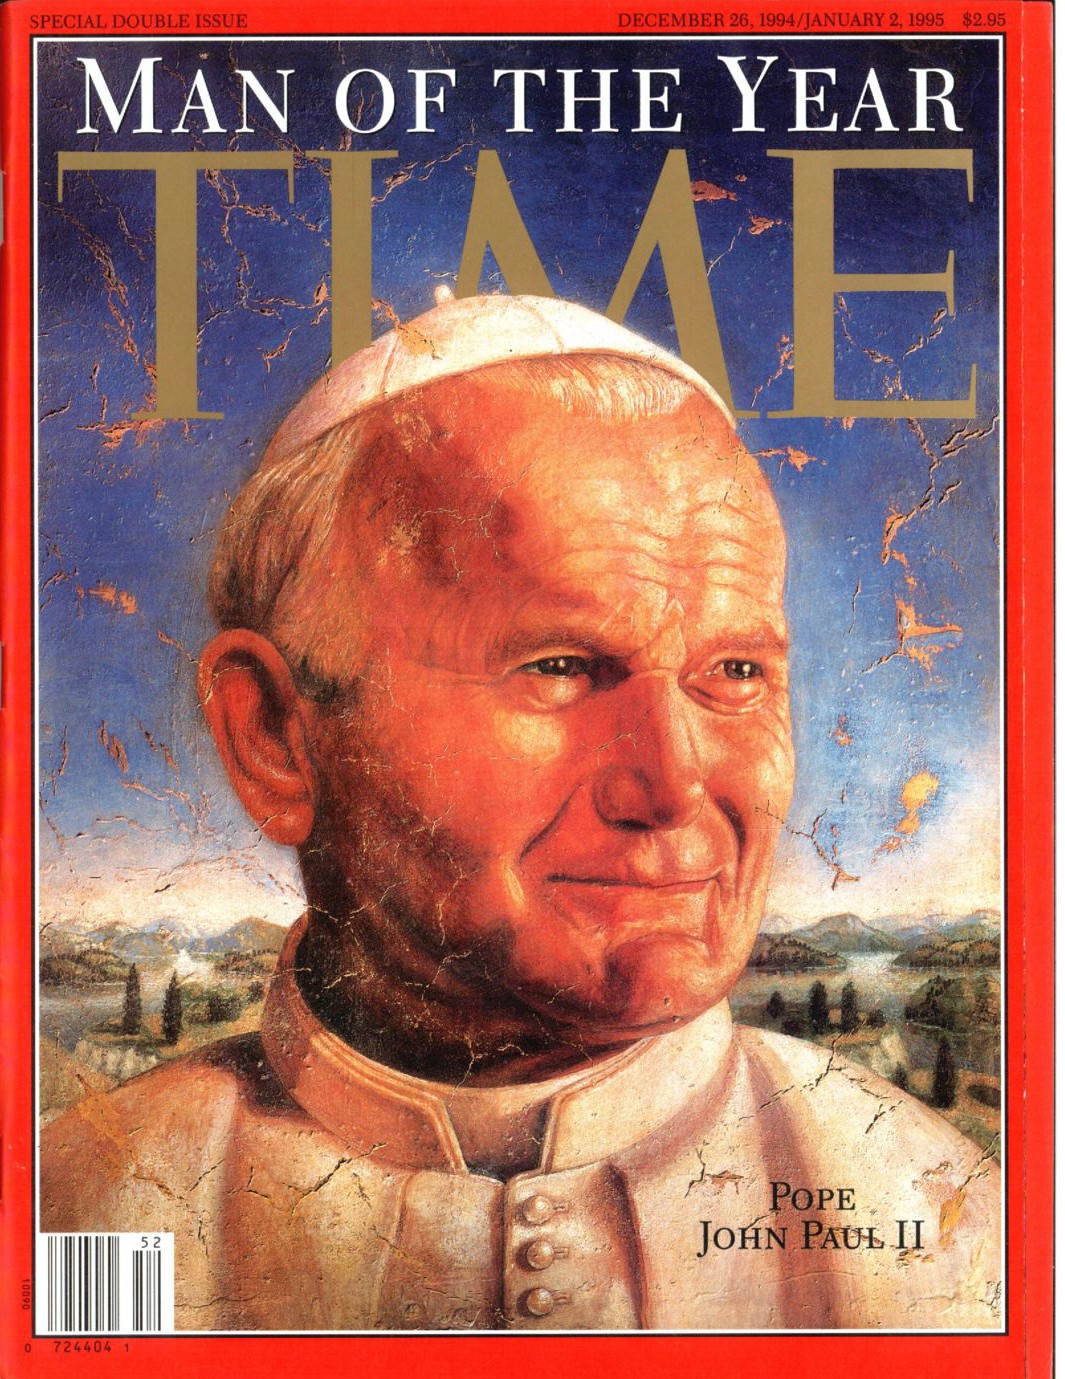 SPECIAL DOUBLE ISSUE
DECEMBER 26, 1994/JANUARY 2, 1995 $2.95
MAN OF THE YEAR
TIME
POPE
JOHN PAUL II
52
10090
0 724404 1